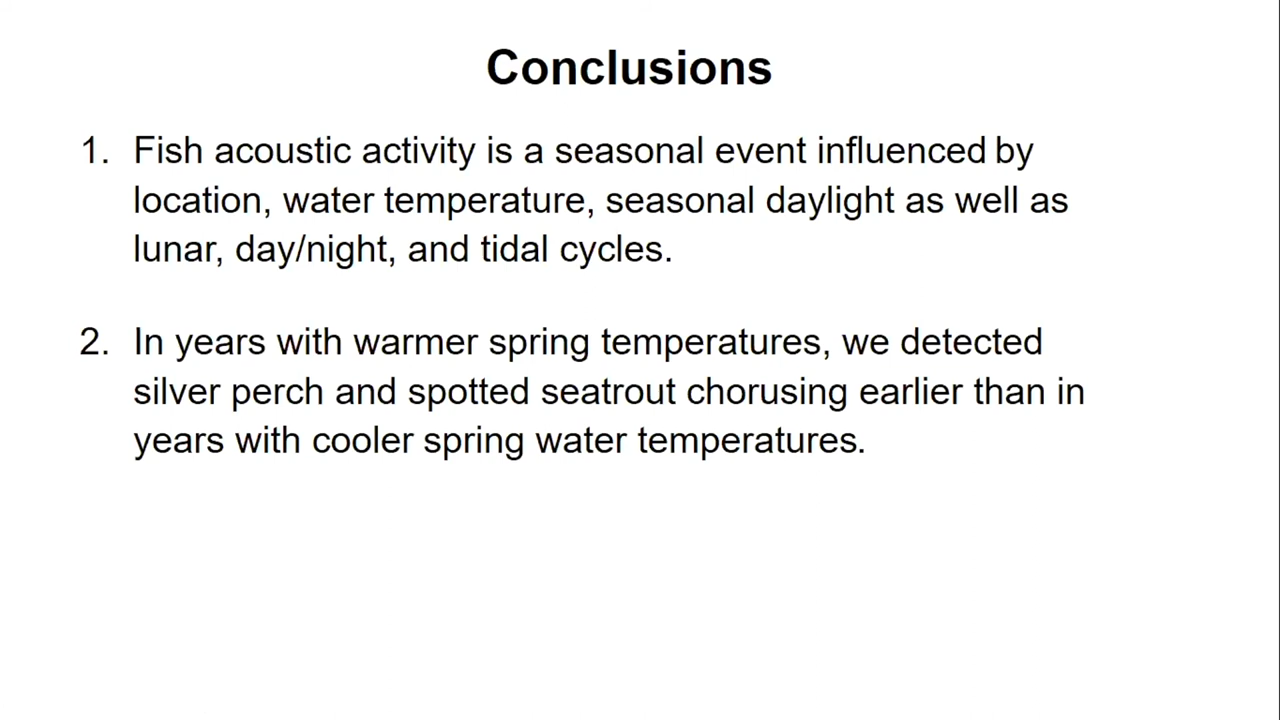 Conclusions
1. Fish acoustic activity is a seasonal event influenced by
location, water temperature, seasonal daylight as well as
lunar, day/night, and tidal cycles.
2. In years with warmer spring temperatures, we detected
silver perch and spotted seatrout chorusing earlier than in
years with cooler spring water temperatures.